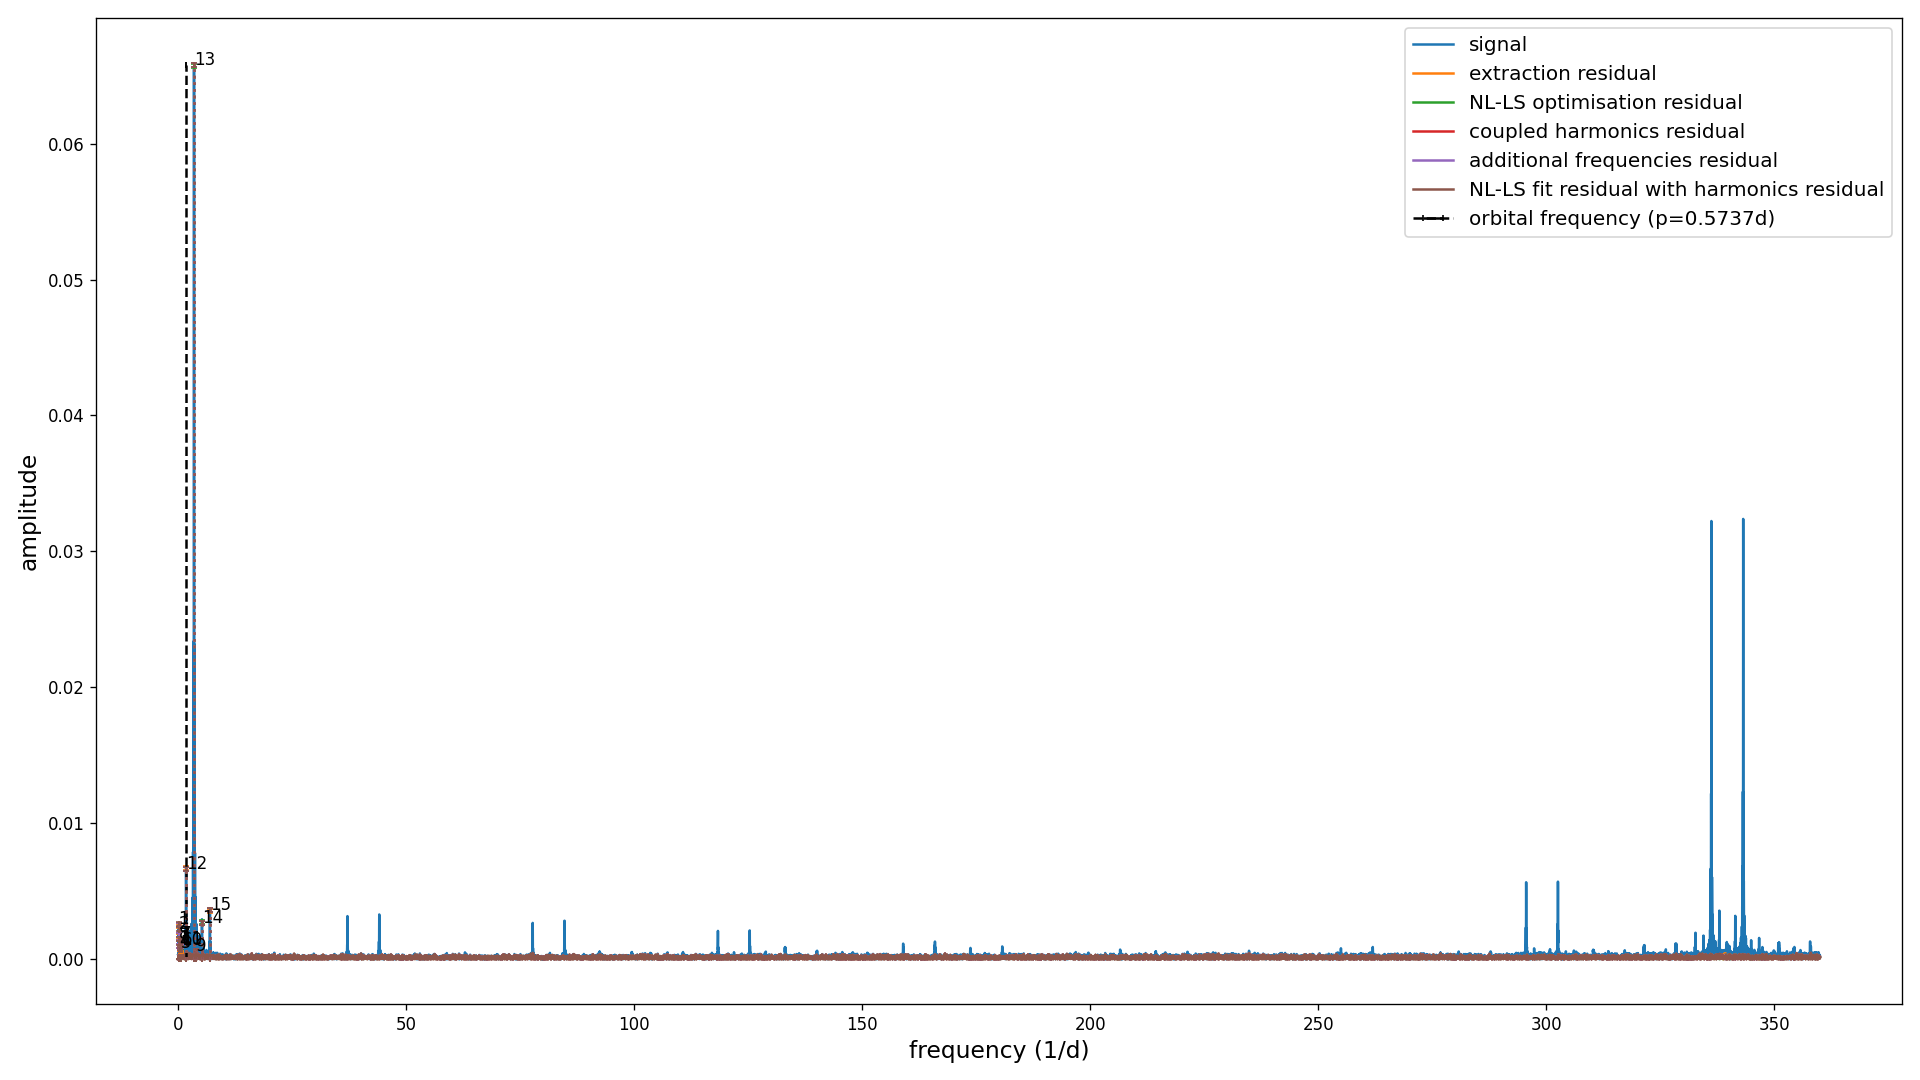 signal
extraction residual
NL-LS optimisation residual
coupled harmonics residual
additional frequencies residual
NL-LS fit residual with harmonics residual
orbital frequency (p=0.5737d)
0.06
0.05
0.04
0.03
0.02
0.01
0.00
amplitude
13
12
15
14
9
0
50
100
150
200
250
300
350
frequency (1/d)